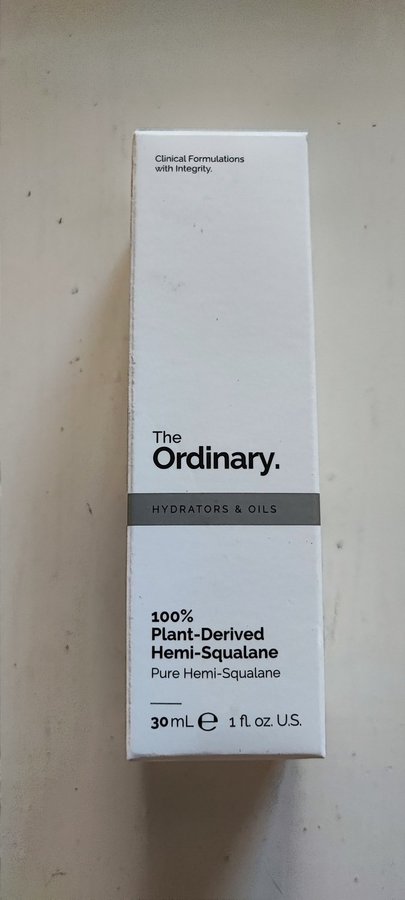 Clinical Formulations
with Integrity.
The
Ordinary.
HYDRATORS & OILS
100%
Plant-Derived
Hemi-Squalane
Pure Hemi-Squalane
30 mL ℮ 1 fl. oz. U.S.